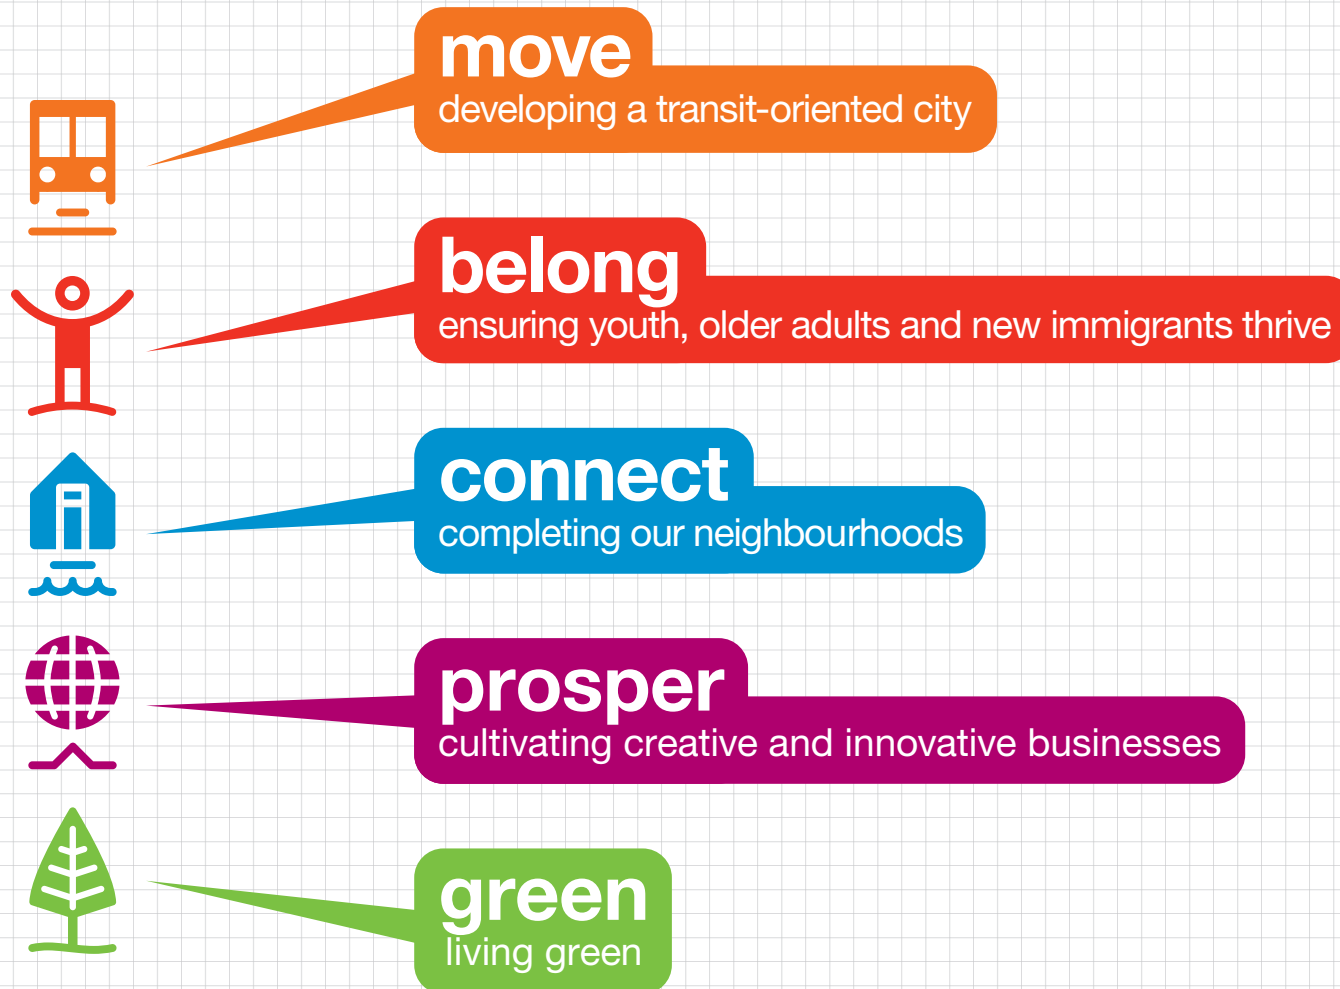 move
developing a transit-oriented city
belong
ensuring youth, older adults and new immigrants thrive
connect
completing our neighbourhoods
prosper
cultivating creative and innovative businesses
green
living green